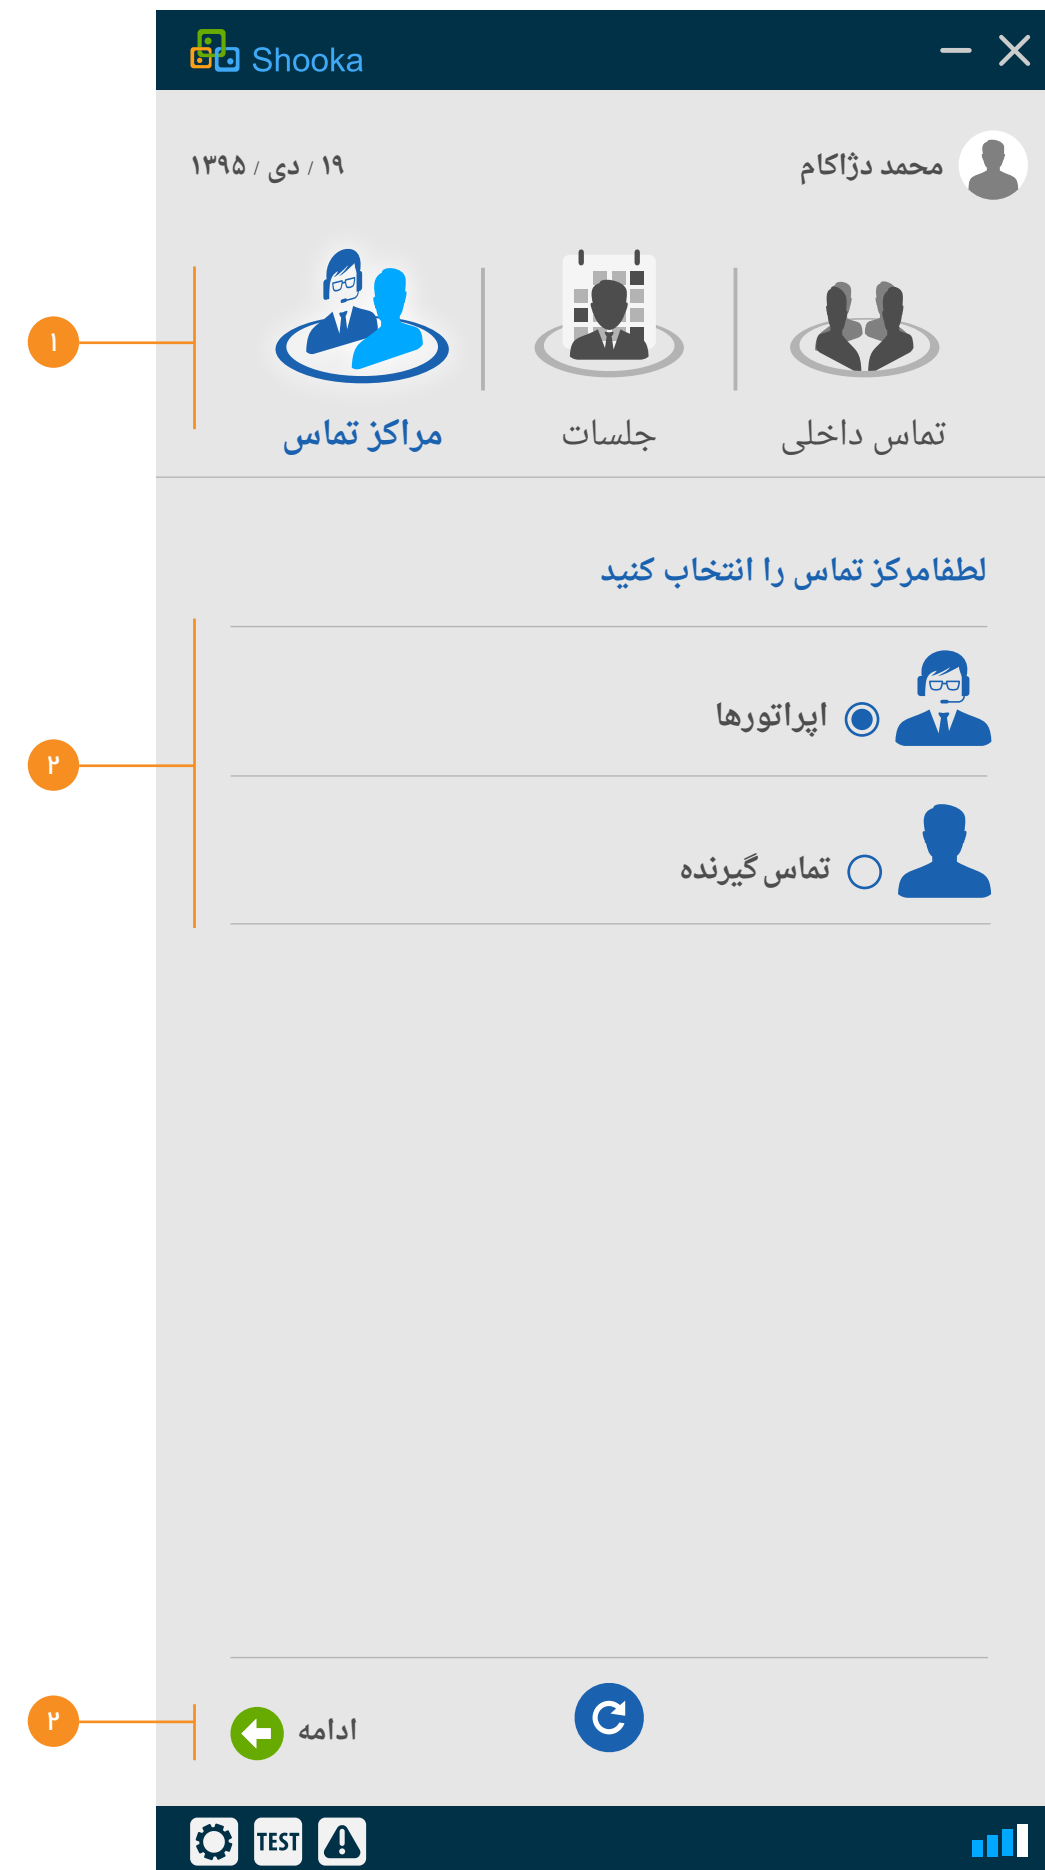 Shooka
محمد دژاکام
۱۹ / دی / ۱۳۹۵
۱
تماس داخلی
جلسات
مراکز تماس
لطفامرکز تماس را انتخاب کنید
اپراتورها
۲
تماس گیرنده
۲
ادامه
TEST